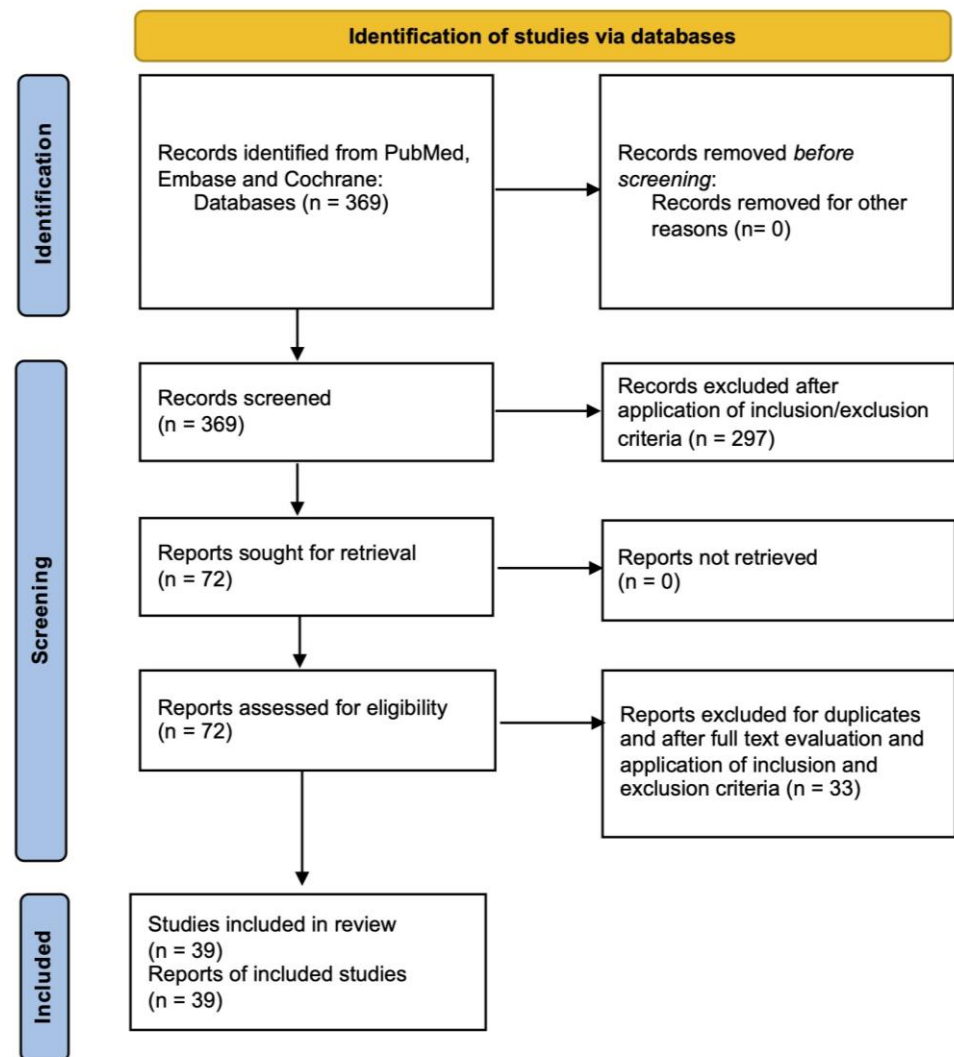 Identification of studies via databases
Identification
Records identified from PubMed,
Embase and Cochrane:
Databases (n = 369)
Records removed before
screening:
Records removed for other
reasons (n= 0)
Screening
Records screened
(n = 369)
Records excluded after
application of inclusion/exclusion
criteria (n = 297)
Reports sought for retrieval
(n = 72)
Reports not retrieved
(n = 0)
Reports assessed for eligibility
(n = 72)
Reports excluded for duplicates
and after full text evaluation and
application of inclusion and
exclusion criteria (n = 33)
Included
Studies included in review
(n = 39)
Reports of included studies
(n = 39)